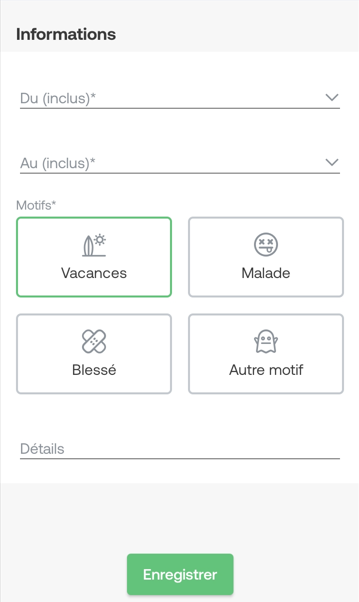 Informations
Du (inclus)*
Au (inclus)*
Motifs*
Vacances
Malade
Blessé
Autre motif
Détails
Enregistrer